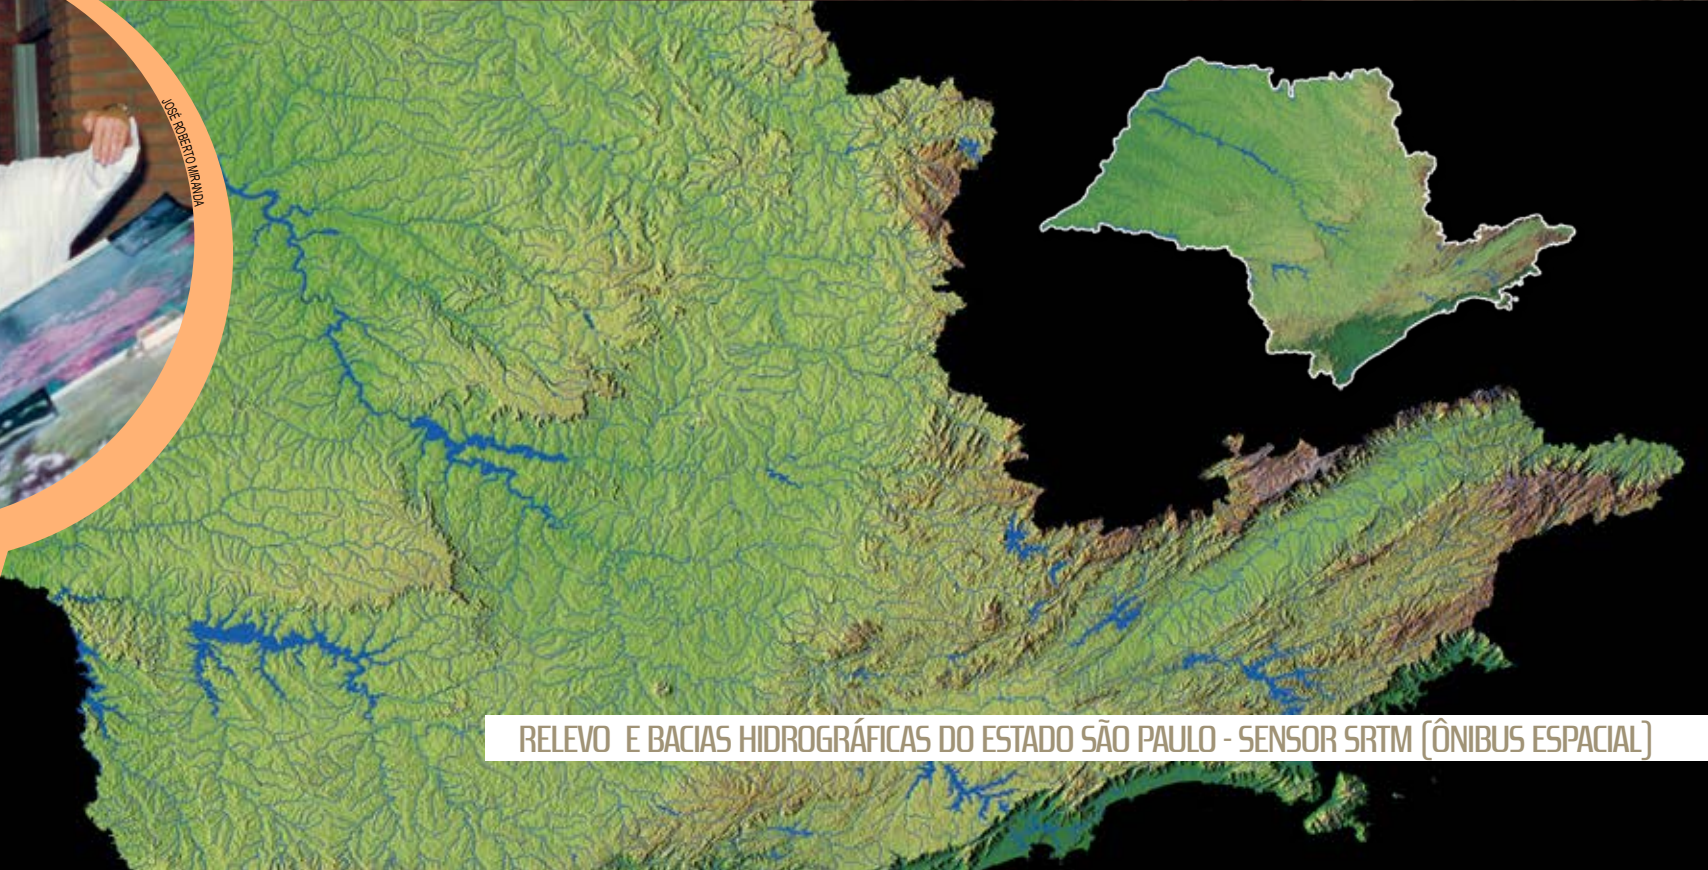 JOSÉ ROBERTO MIRANDA
RELEVO E BACIAS HIDROGRÁFICAS DO ESTADO SÃO PAULO - SENSOR SRTM (ÔNIBUS ESPACIAL)